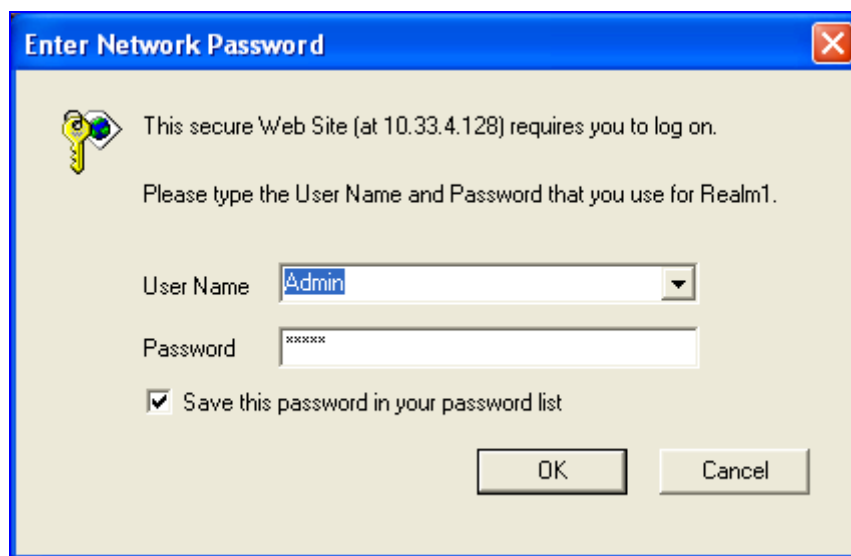 Enter Network Password
This secure Web Site (at 10.33.4.128) requires you to log on.
Please type the User Name and Password that you use for Realm1.
User Name Admin
Password *****
Save this password in your password list
OK Cancel